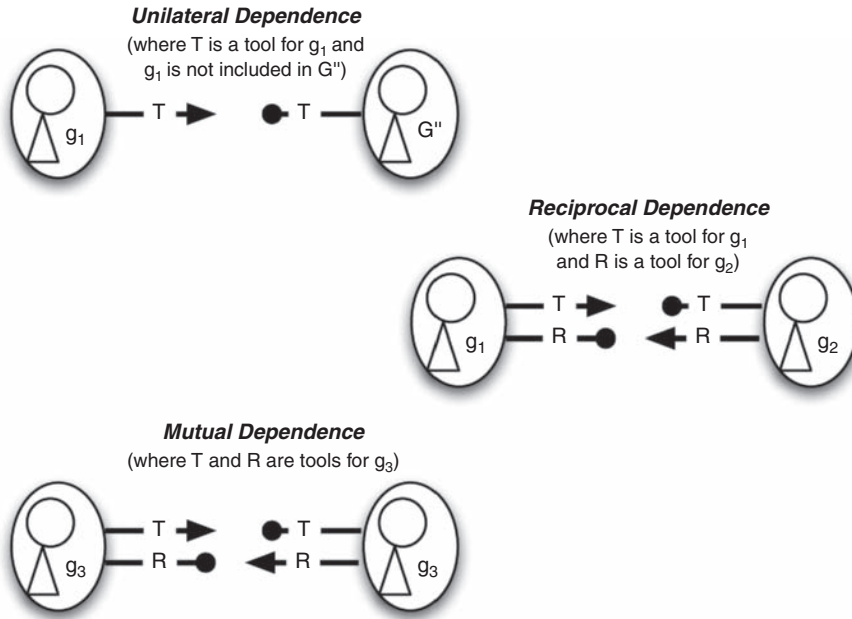 Unilateral Dependence
(where T is a tool for g₁ and
g₁ is not included in G")
g₁ T T G"
Reciprocal Dependence
(where T is a tool for g₁
and R is a tool for g₂)
T T
g₁ R R g₂
Mutual Dependence
(where T and R are tools for g₃)
T T
g₃ R R g₃